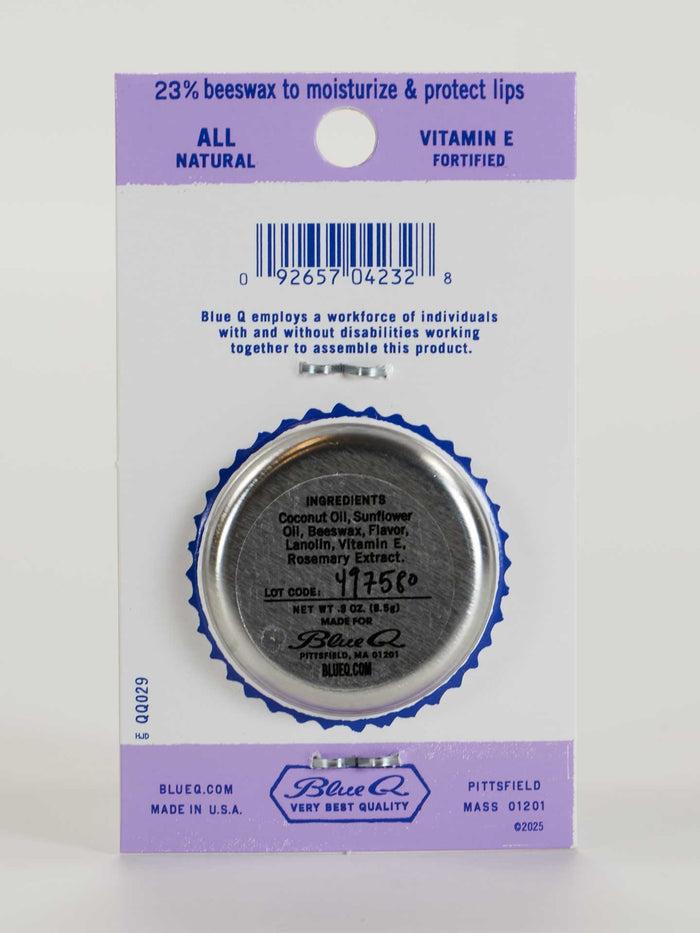 23% beeswax to moisturize & protect lips
ALL
NATURAL
VITAMIN E
FORTIFIED
0 92657 04232 8
Blue Q employs a workforce of individuals
with and without disabilities working
together to assemble this product.
INGREDIENTS
Coconut Oil, Sunflower
Oil, Beeswax, Flavor,
Lanolin, Vitamin E,
Rosemary Extract.
LOT CODE: 497580
NET WT .3 OZ. (8.5g)
MADE FOR
Blue Q
PITTSFIELD, MA 01201
BLUEQ.COM
QQ029
HJD
BLUEQ.COM
MADE IN U.S.A.
Blue Q
VERY BEST QUALITY
PITTSFIELD
MASS 01201
©2025